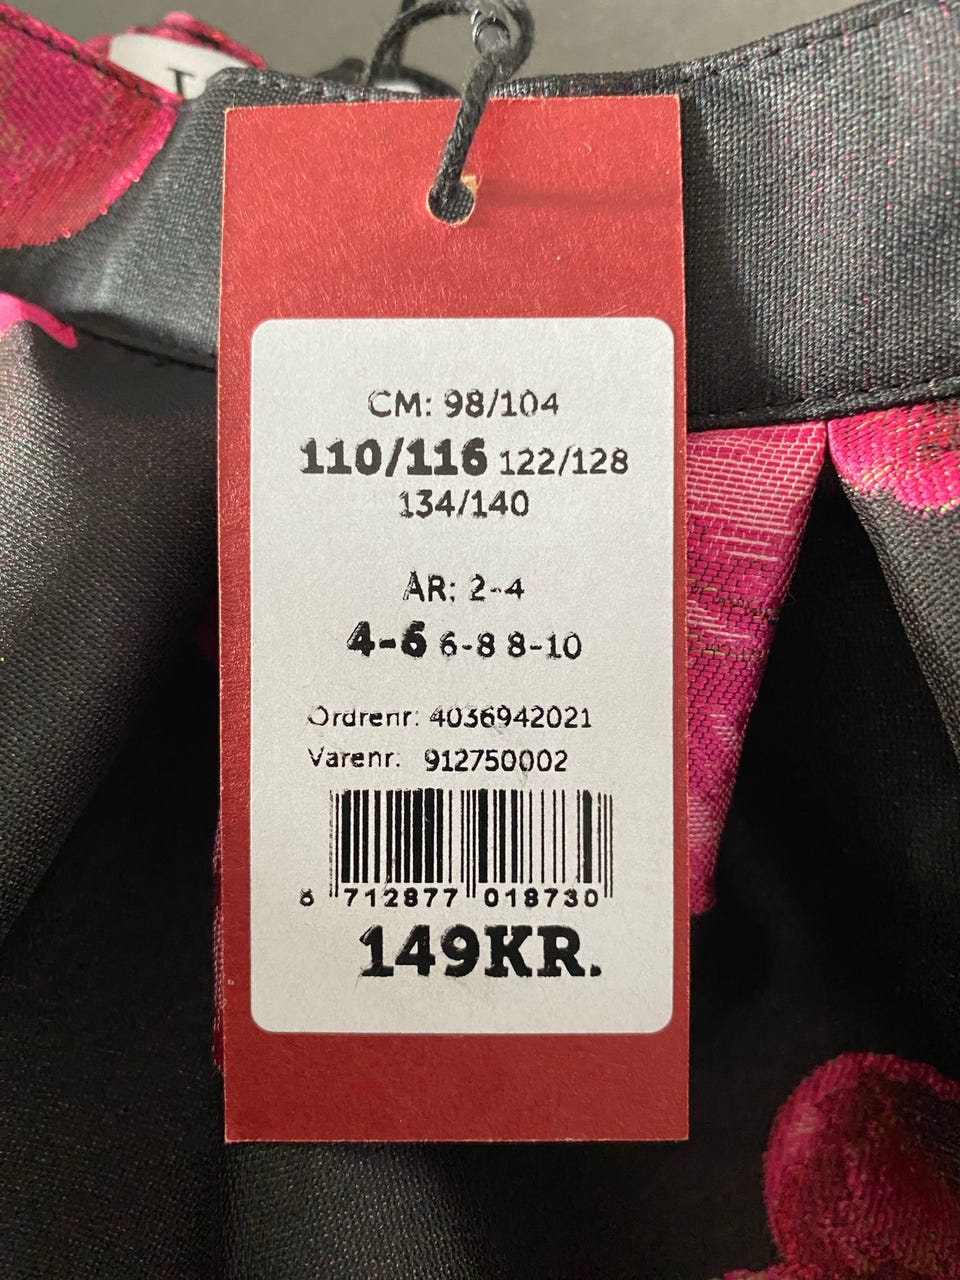 CM: 98/104
110/116 122/128
134/140
ÅR: 2-4
4-6 6-8 8-10
Ordrenr: 4036942021
Varenr: 912750002
8 712877 018730
149KR.